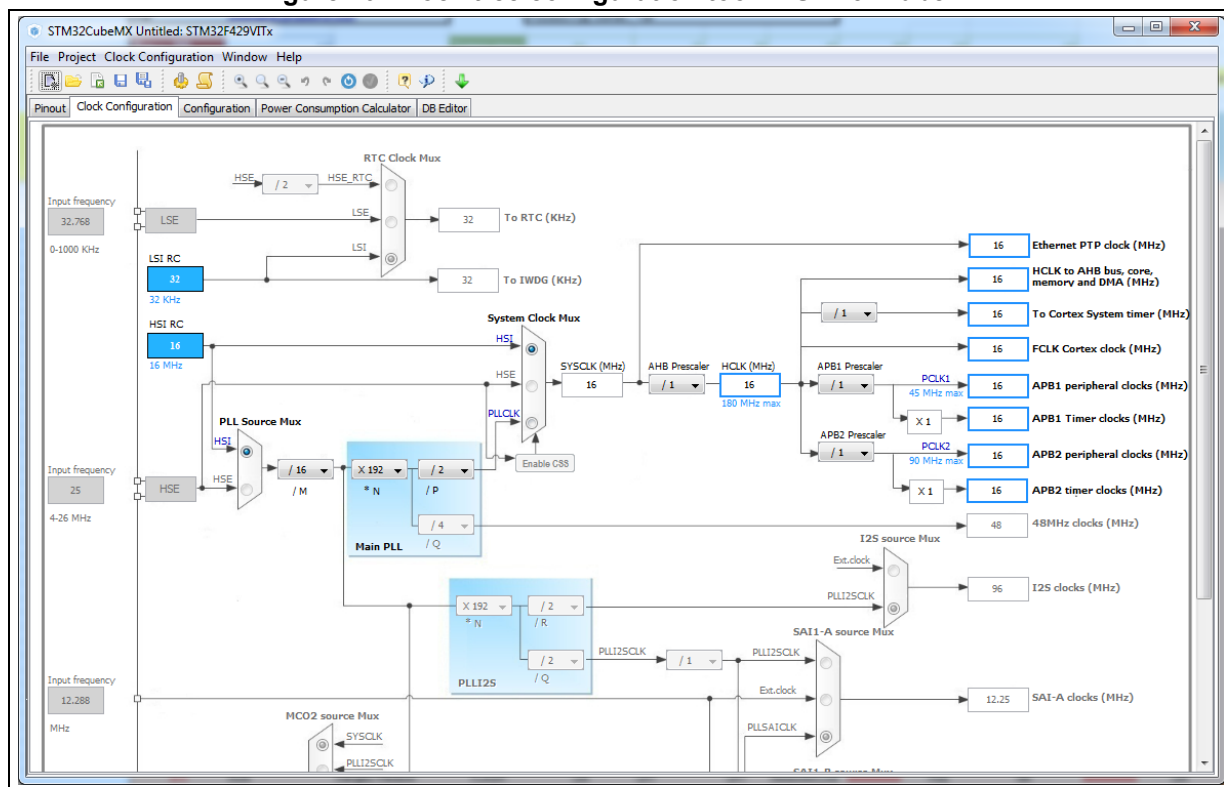 STM32CubeMX Untitled: STM32F429VITx
File Project Clock Configuration Window Help
Pinout Clock Configuration Configuration Power Consumption Calculator DB Editor
RTC Clock Mux
HSE / 2 HSE_RTC
Input frequency
32.768 LSE LSE 32 To RTC (KHz)
0-1000 KHz
LSI RC LSI
32 32 To IWDG (KHz)
32 KHz
16 Ethernet PTP clock (MHz)
HCLK to AHB bus, core,
16 memory and DMA (MHz)
HSI RC System Clock Mux / 1 16 To Cortex System timer (MHz)
16 HSI
16 MHz 16 FCLK Cortex clock (MHz)
SYSCLK (MHz) AHB Prescaler HCLK (MHz) APB1 Prescaler
HSE 16 / 1 16 / 1 PCLK1 16 APB1 peripheral clocks (MHz)
180 MHz max 45 MHz max
PLLCLK X 1 16 APB1 Timer clocks (MHz)
PLL Source Mux
HSI APB2 Prescaler PCLK2
/ 1 90 MHz max 16 APB2 peripheral clocks (MHz)
Input frequency / 16 X 192 / 2 Enable CSS
25 HSE HSE / M * N / P X 1 16 APB2 timer clocks (MHz)
4-26 MHz
/ 4 48 48MHz clocks (MHz)
Main PLL / Q
I2S source Mux
Ext.clock
96 I2S clocks (MHz)
X 192 / 2 PLLI2SCLK
* N / R
SAI1-A source Mux
/ 2 PLLI2SCLK / 1 PLLI2SCLK
PLLI2S / Q
Input frequency
12.288 Ext.clock 12.25 SAI-A clocks (MHz)
MHz
MCO2 source Mux
SYSCLK PLLSAICLK
PLLI2SCLK